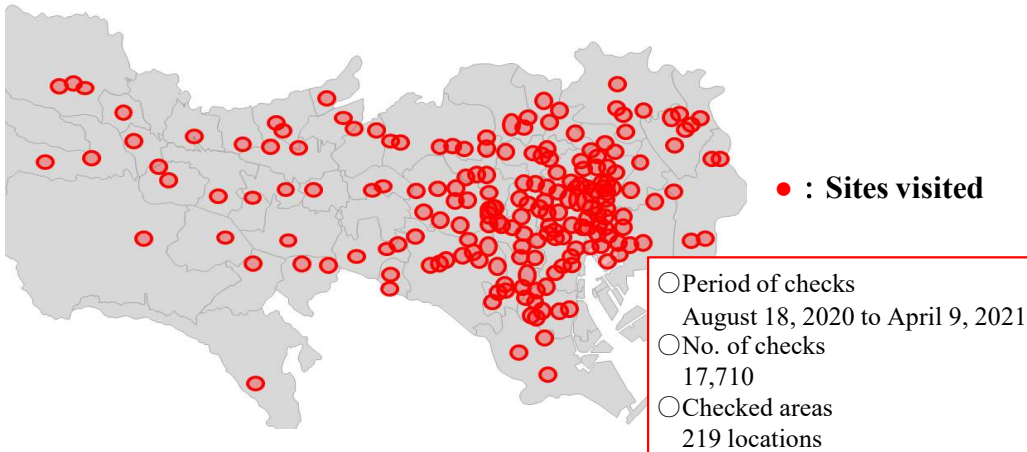 ● : Sites visited
○Period of checks
August 18, 2020 to April 9, 2021
○No. of checks
17,710
○Checked areas
219 locations